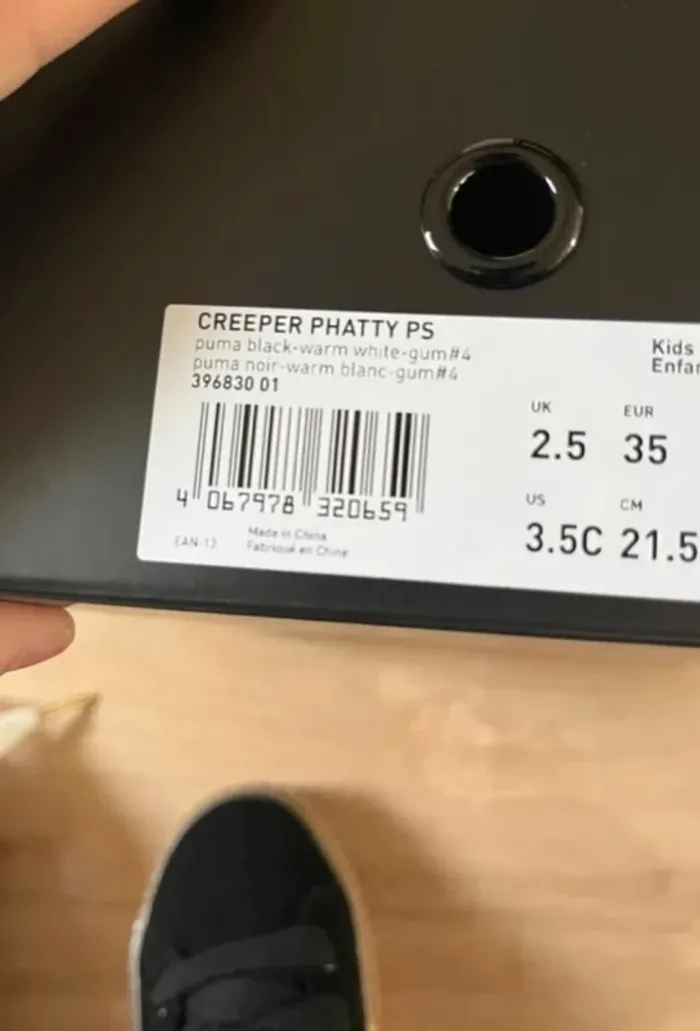 CREEPER PHATTY PS
puma black-warm white-gum#4
puma noir-warm blanc-gum#4
396830 01
4 067978 320659
EAN-13
Made in China
Fabriqué en Chine
Kids
Enfan
UK
2.5
EUR
35
US
3.5C
CM
21.5